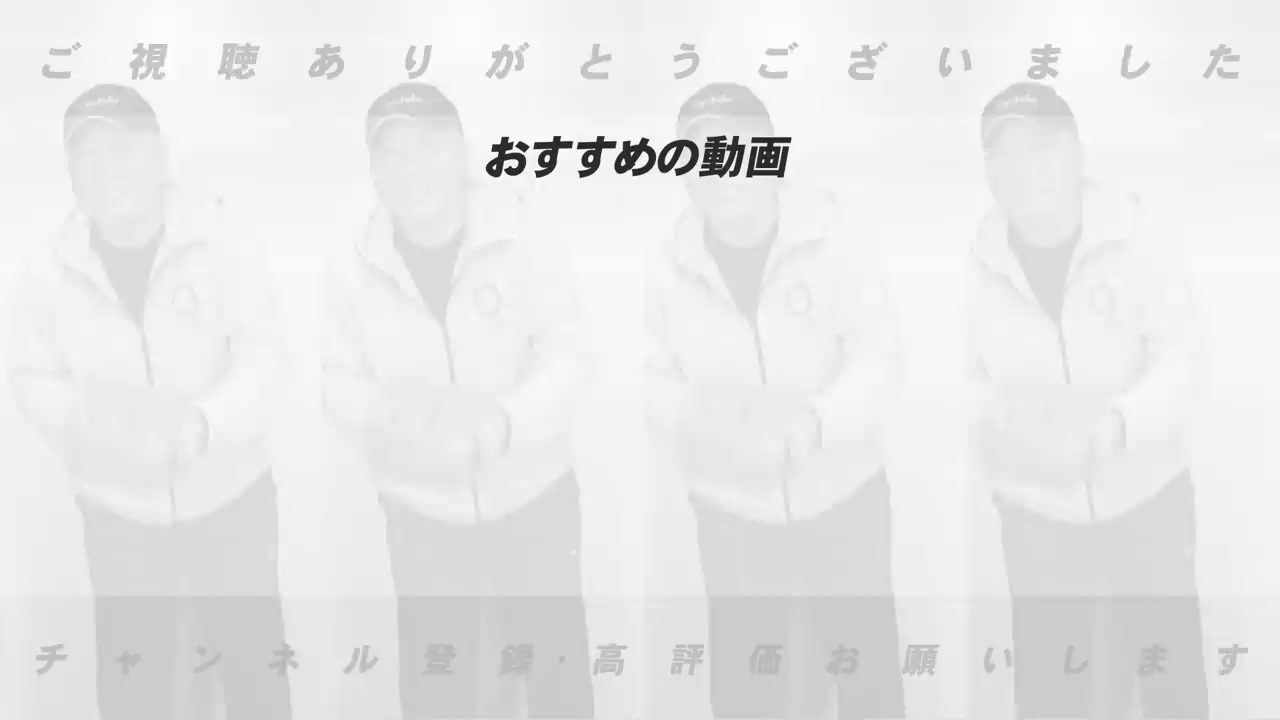 ご視聴ありがとうございました
おすすめの動画
チャンネル登録・高評価お願いします